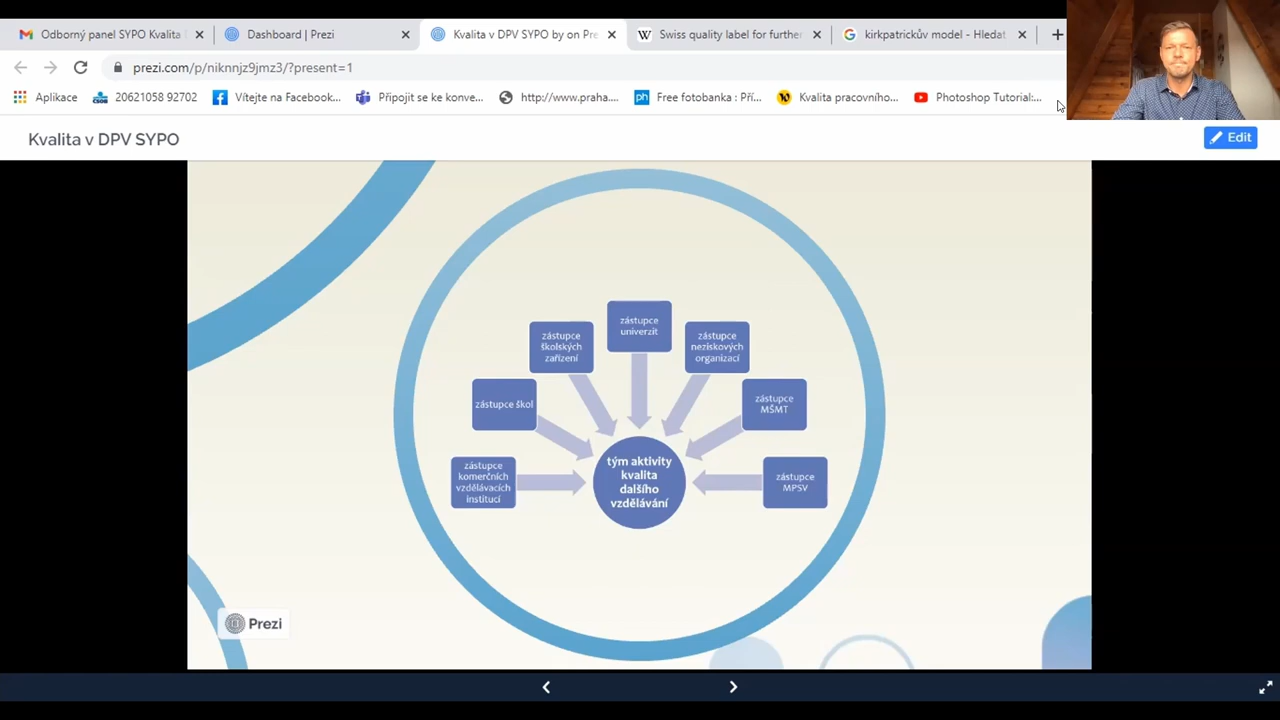 Odborný panel SYPO Kvalita
Dashboard | Prezi
Kvalita v DPV SYPO by on Pre
Swiss quality label for further
kirkpatrickův model - Hledat
prezi.com/p/niknnjz9jmz3/?present=1
Aplikace
20621058 92702
Vítejte na Facebook...
Připojit se ke konve...
http://www.praha....
Free fotobanka : Pří...
Kvalita pracovního...
Photoshop Tutorial:...
Kvalita v DPV SYPO
Edit
zástupce
univerzit
zástupce
školských
zařízení
zástupce
neziskových
organizací
zástupce škol
zástupce
MŠMT
zástupce
komerčních
vzdělávacích
institucí
tým aktivity
kvalita
dalšího
vzdělávání
zástupce
MPSV
Prezi